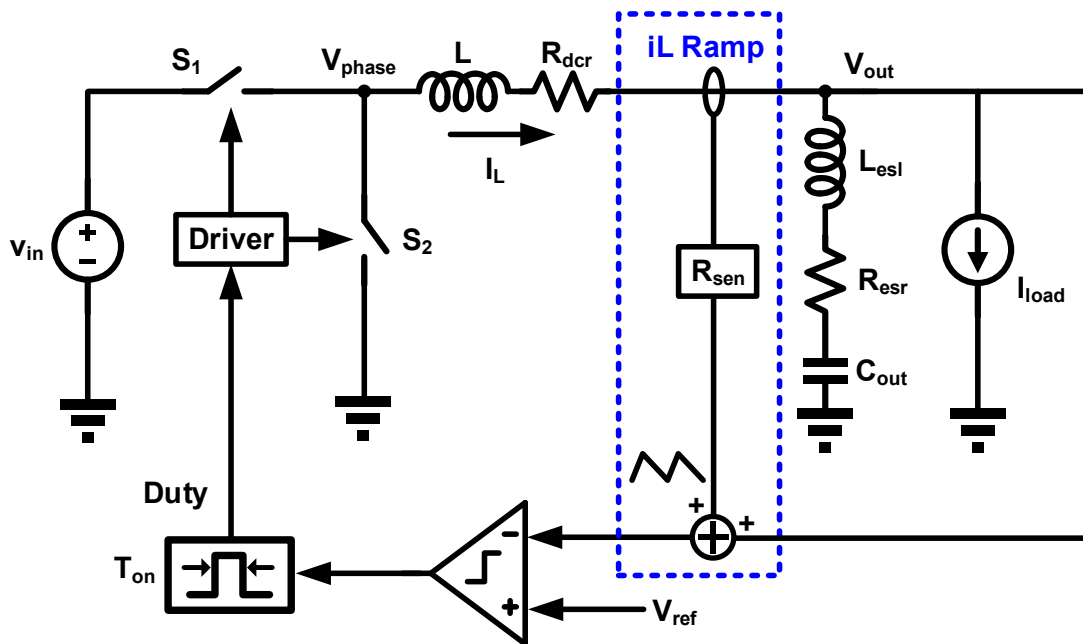 iL Ramp
S1
Vphase
L
Rdcr
Vout
IL
Lesl
vin
+
-
Driver
S2
Rsen
Resr
Iload
Cout
Duty
+
+
+
Ton
-
+
Vref